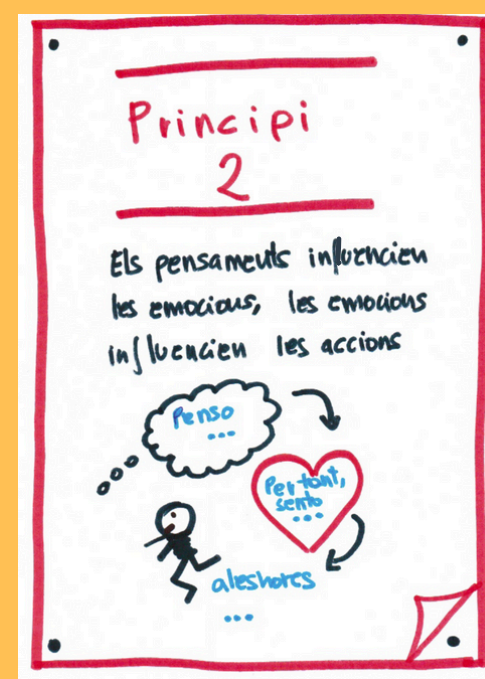 Principi
2
Els pensaments influencien
les emocions, les emocions
influencien les accions
Penso
...
Per tant,
sento
...
aleshores
...